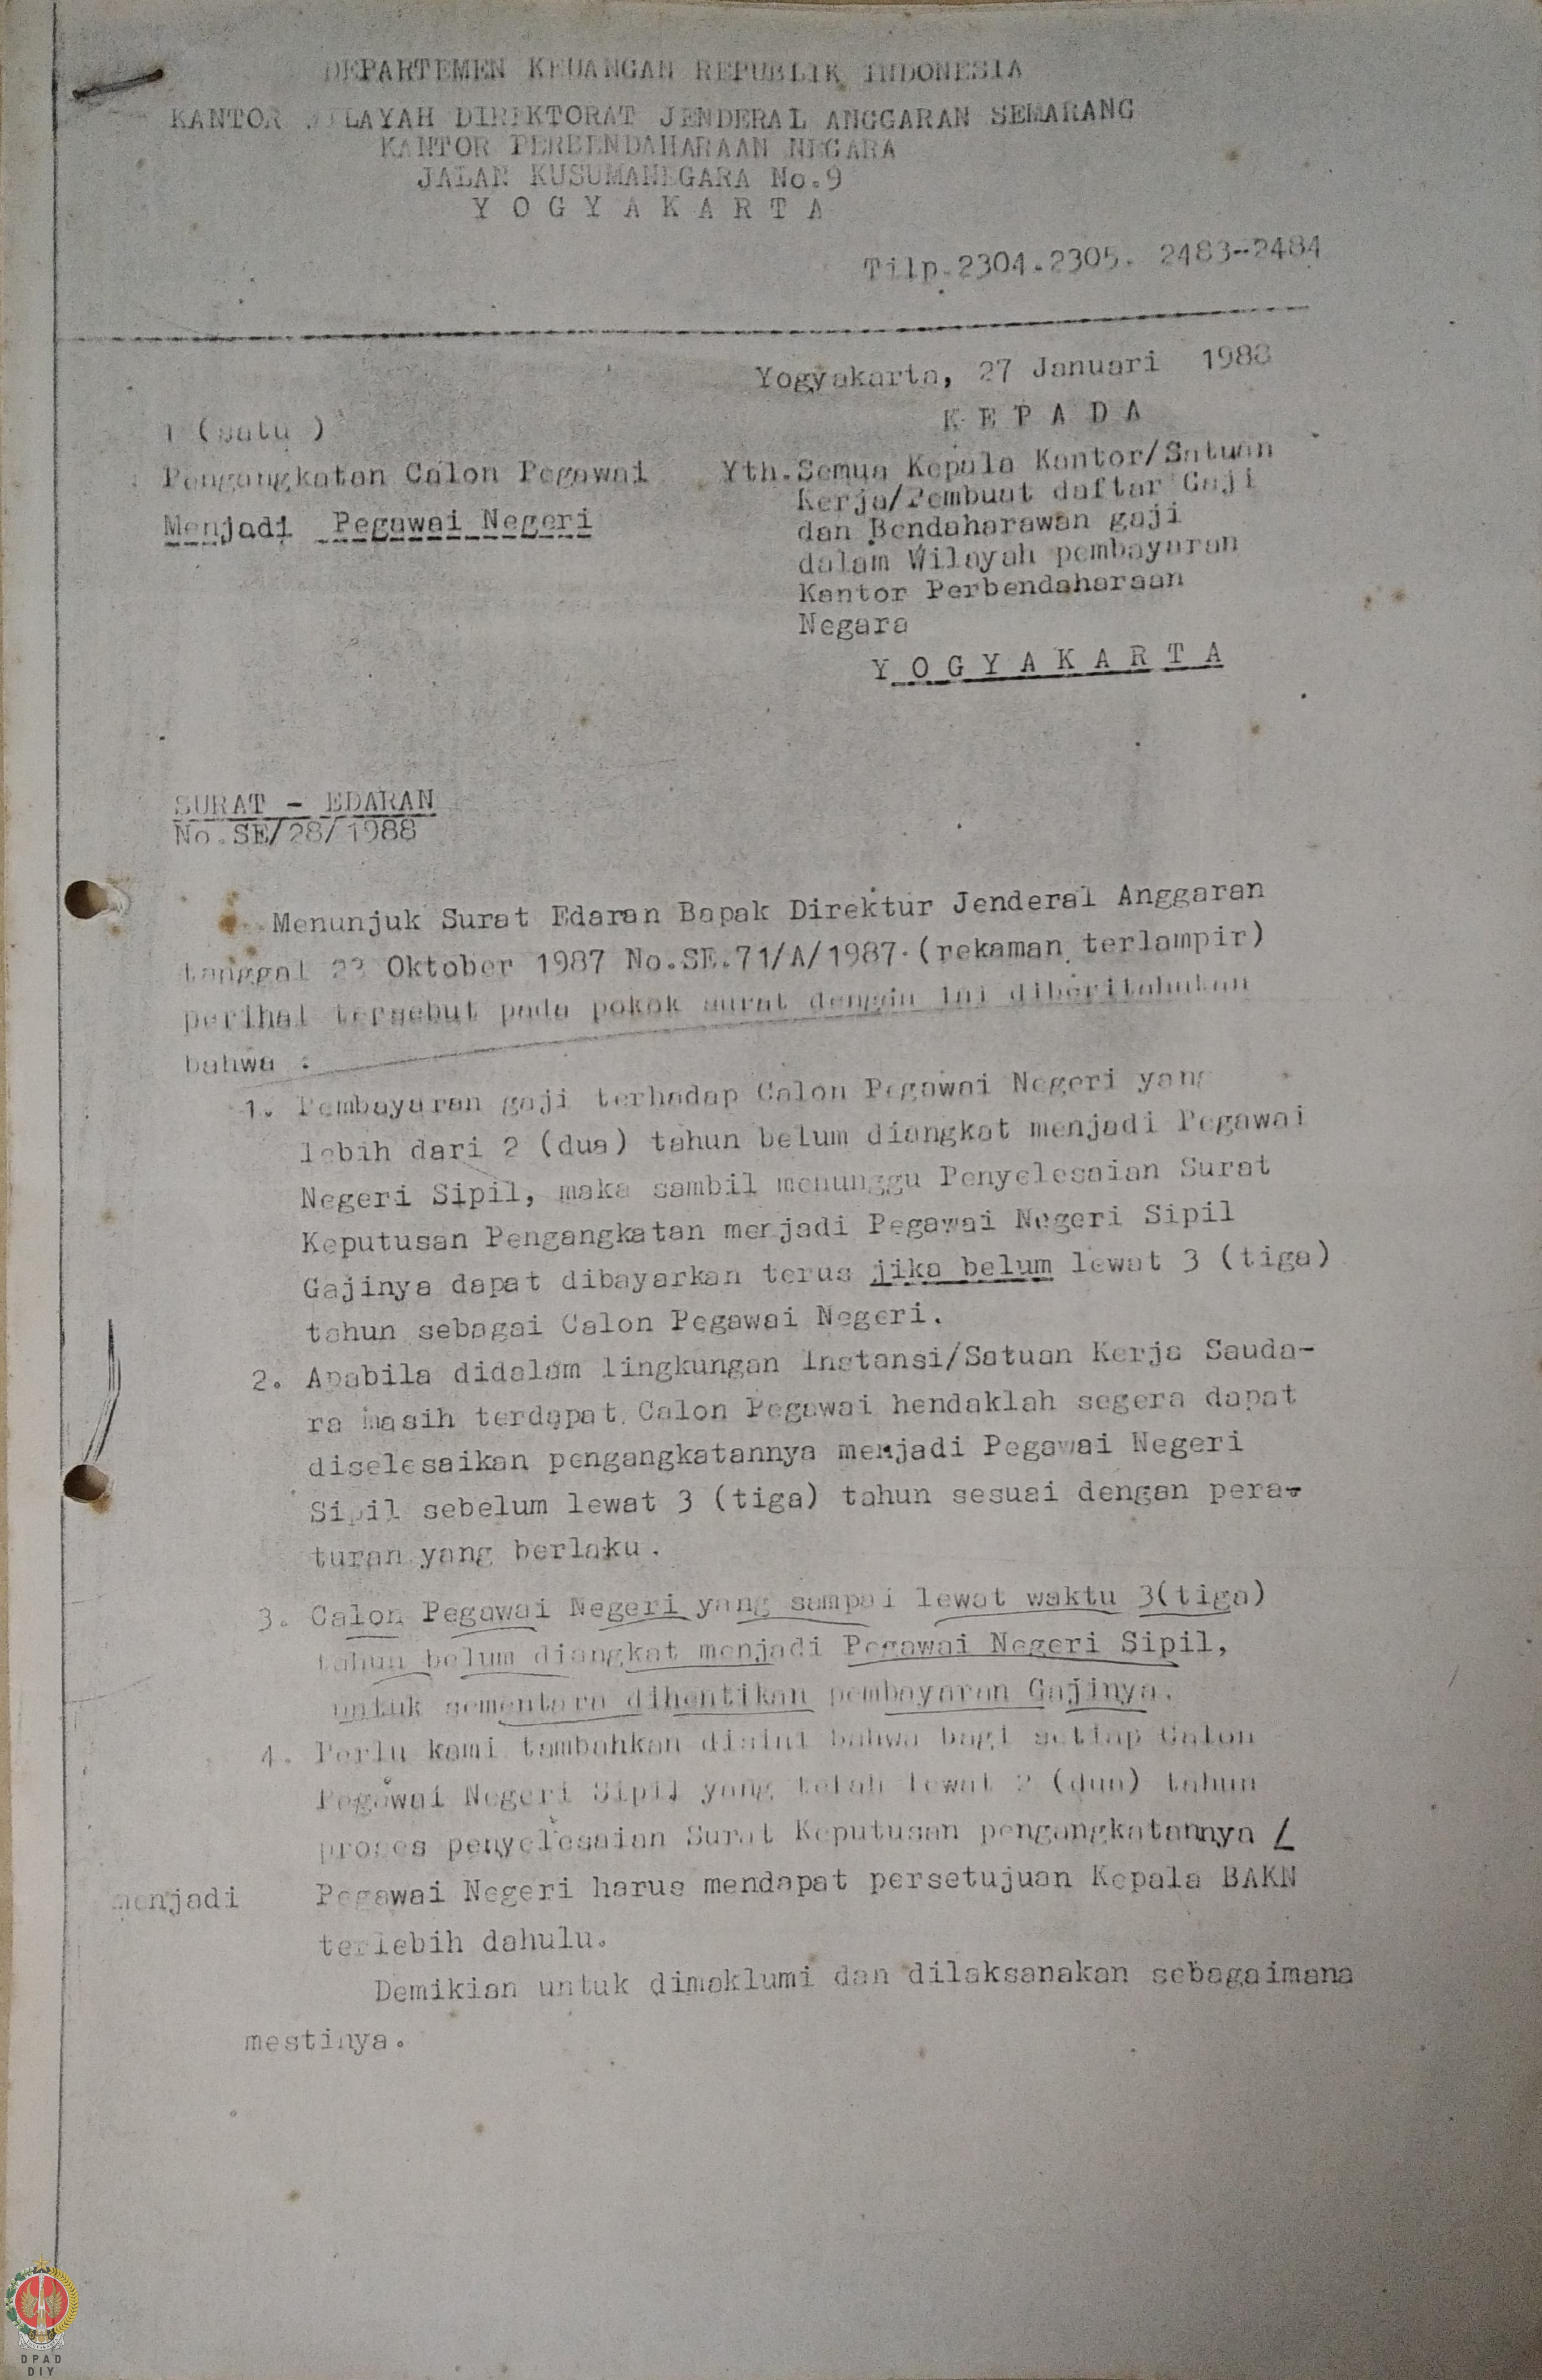 DEPARTEMEN KEUANGAN REPUBLIK INDONESIA
KANTOR WILAYAH DIREKTORAT JENDERAL ANGGARAN SEMARANG
KANTOR PERBENDAHARAAN NEGARA
JALAN KUSUMANEGARA No.9
Y O G Y A K A R T A
Tilp.2304.2305. 2483-2484
Yogyakarta, 27 Januari 1988
K E P A D A
1 (satu )
: Pengangkatan Calon Pegawai
Menjadi Pegawai Negeri
Yth.Semua Kepala Kantor/Satuan
Kerja/Pembuat daftar Gaji
dan Bendaharawan gaji
dalam Wilayah pembayaran
Kantor Perbendaharaan
Negara
Y O G Y A K A R T A
SURAT - EDARAN
No.SE/28/1988
Menunjuk Surat Edaran Bapak Direktur Jenderal Anggaran
tanggal 23 Oktober 1987 No.SE.71/A/1987 (rekaman terlampir)
perihal tersebut pada pokok surat dengan ini diberitahukan
bahwa :
1. Pembayaran gaji terhadap Calon Pegawai Negeri yang
lebih dari 2 (dua) tahun belum diangkat menjadi Pegawai
Negeri Sipil, maka sambil menunggu Penyelesaian Surat
Keputusan Pengangkatan menjadi Pegawai Negeri Sipil
Gajinya dapat dibayarkan terus jika belum lewat 3 (tiga)
tahun sebagai Calon Pegawai Negeri.
2. Apabila didalam lingkungan Instansi/Satuan Kerja Sauda-
ra masih terdapat Calon Pegawai hendaklah segera dapat
diselesaikan pengangkatannya menjadi Pegawai Negeri
Sipil sebelum lewat 3 (tiga) tahun sesuai dengan pera-
turan yang berlaku.
3. Calon Pegawai Negeri yang sampai lewat waktu 3(tiga)
tahun belum diangkat menjadi Pegawai Negeri Sipil,
untuk sementara dihentikan pembayaran Gajinya.
4. Perlu kami tambahkan disini bahwa bagi setiap Calon
Pegawai Negeri Sipil yang telah lewat 2 (dua) tahun
proses penyelesaian Surat Keputusan pengangkatannya L
menjadi Pegawai Negeri harus mendapat persetujuan Kepala BAKN
terlebih dahulu.
Demikian untuk dimaklumi dan dilaksanakan sebagaimana
mestinya.
DPAD
DIY